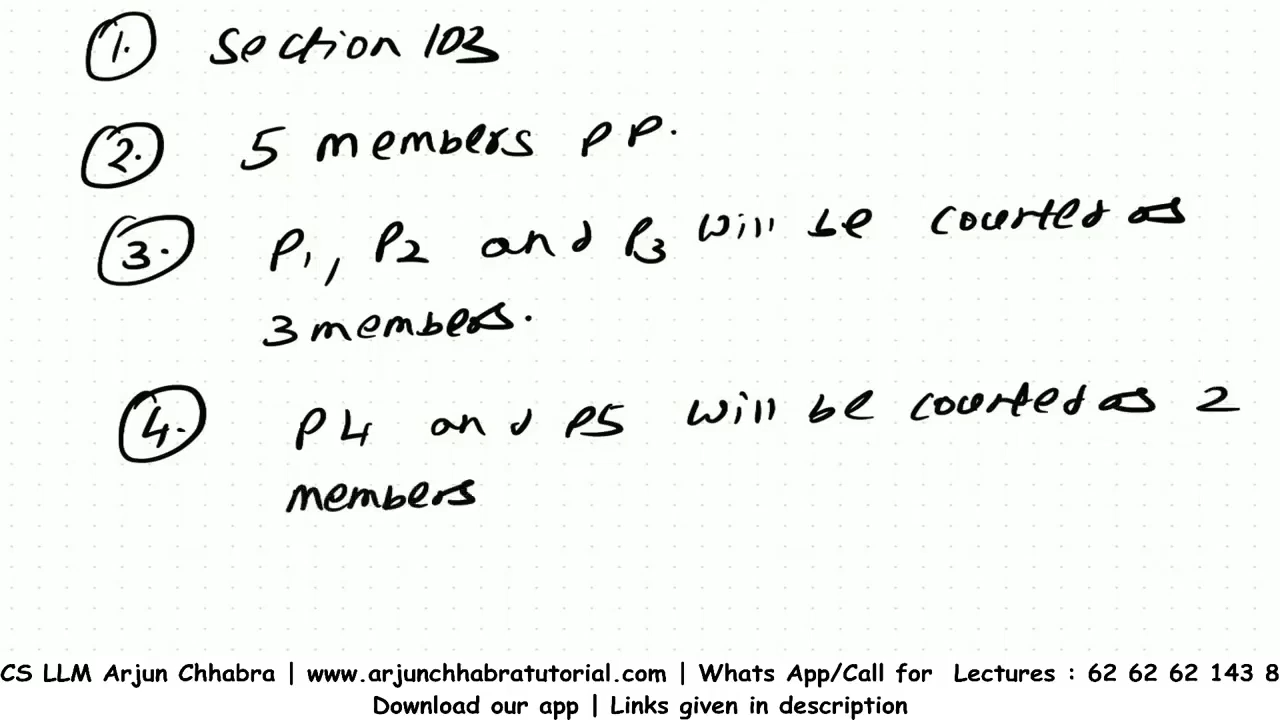 1. Section 103
2. 5 members PP.
3. P1, P2 and P3 will be counted as
3 members.
4. P4 and P5 will be counted as 2
members
CS LLM Arjun Chhabra | www.arjunchhabratutorial.com | Whats App/Call for Lectures : 62 62 62 143 8
Download our app | Links given in description